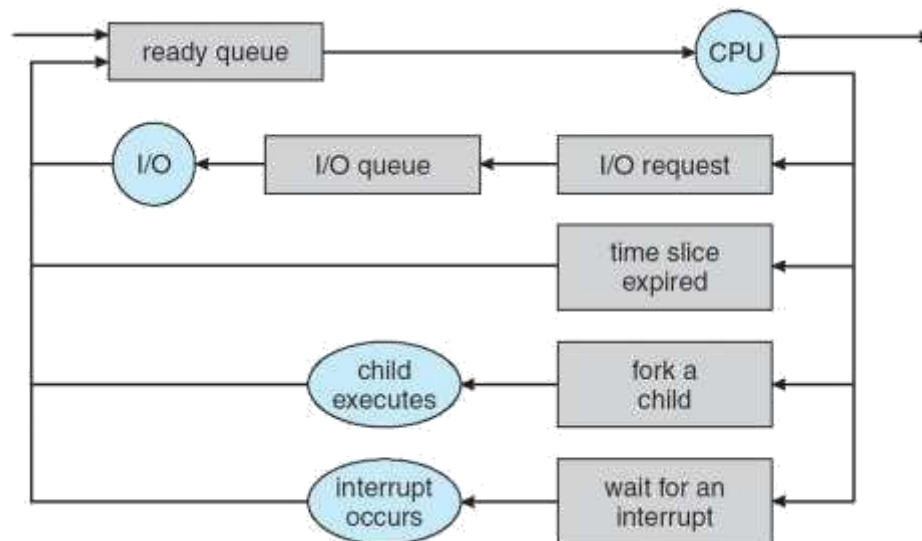 ready queue
CPU
I/O
I/O queue
I/O request
time slice
expired
child
executes
fork a
child
interrupt
occurs
wait for an
interrupt